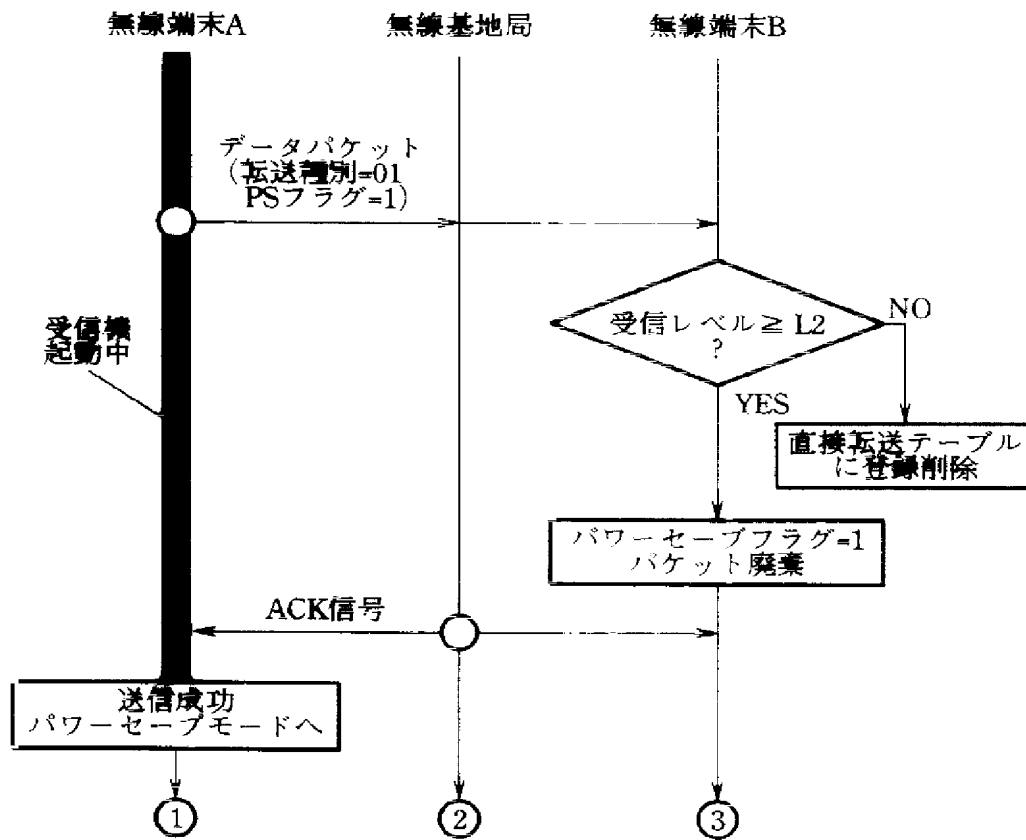 無線端末A
無線基地局
無線端末B
データパケット
(転送種別=01
PSフラグ=1)
受信機
起動中
受信レベル≧L2
?
NO
YES
直接転送テーブル
に登録削除
パワーセーブフラグ=1
パケット廃棄
ACK信号
送信成功
パワーセーブモードへ
①
②
③